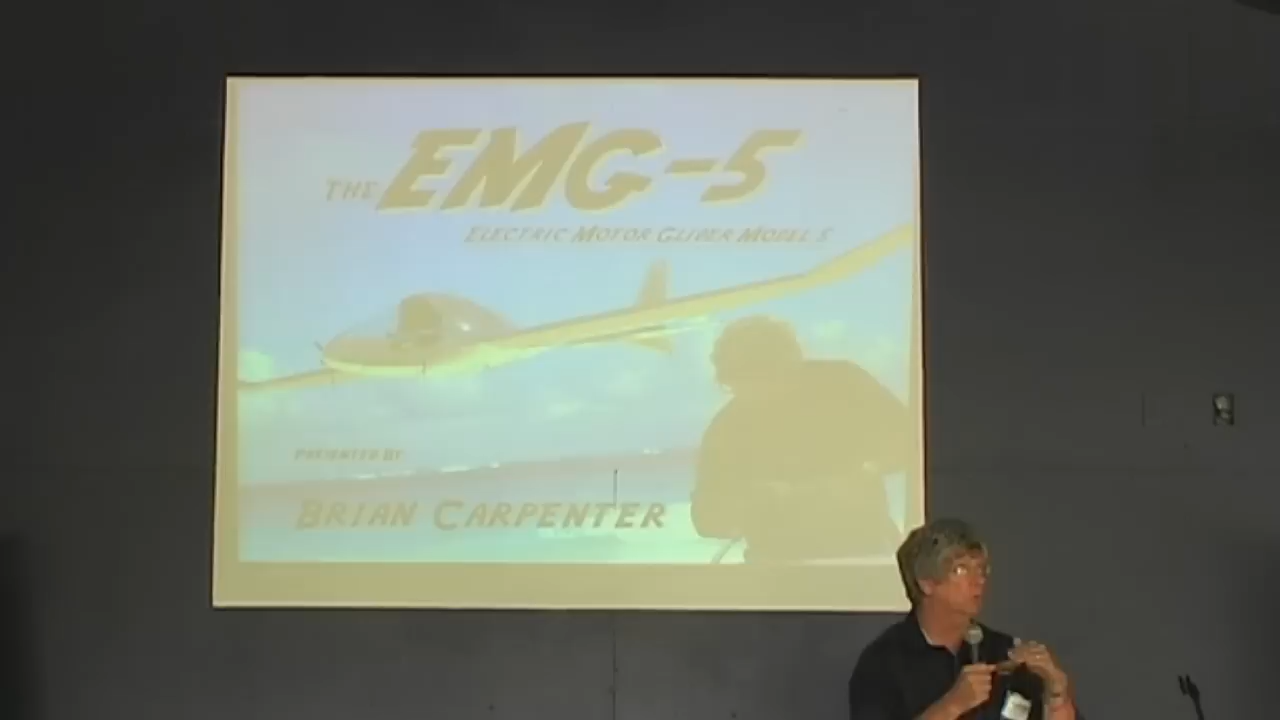 THE EMG-5
ELECTRIC MOTOR GLIDER MODEL 5
PRESENTED BY
BRIAN CARPENTER